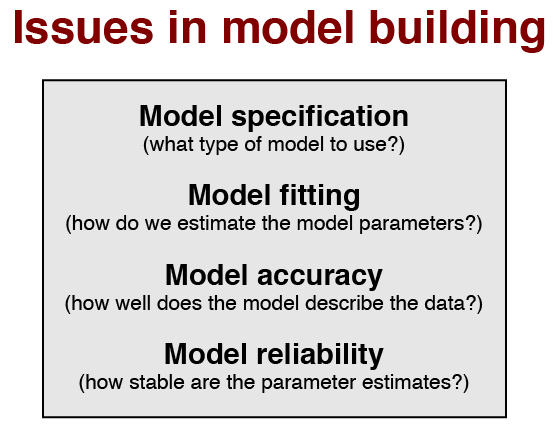 Issues in model building
Model specification
(what type of model to use?)
Model fitting
(how do we estimate the model parameters?)
Model accuracy
(how well does the model describe the data?)
Model reliability
(how stable are the parameter estimates?)